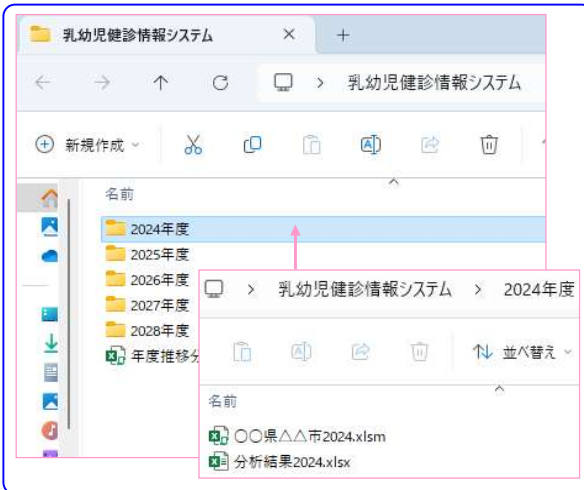 乳幼児健診情報システム
乳幼児健診情報システム
新規作成
名前
2024年度
2025年度
2026年度
2027年度
2028年度
年度推移分
乳幼児健診情報システム > 2024年度
並べ替え
名前
〇〇県△△市2024.xlsm
分析結果2024.xlsx